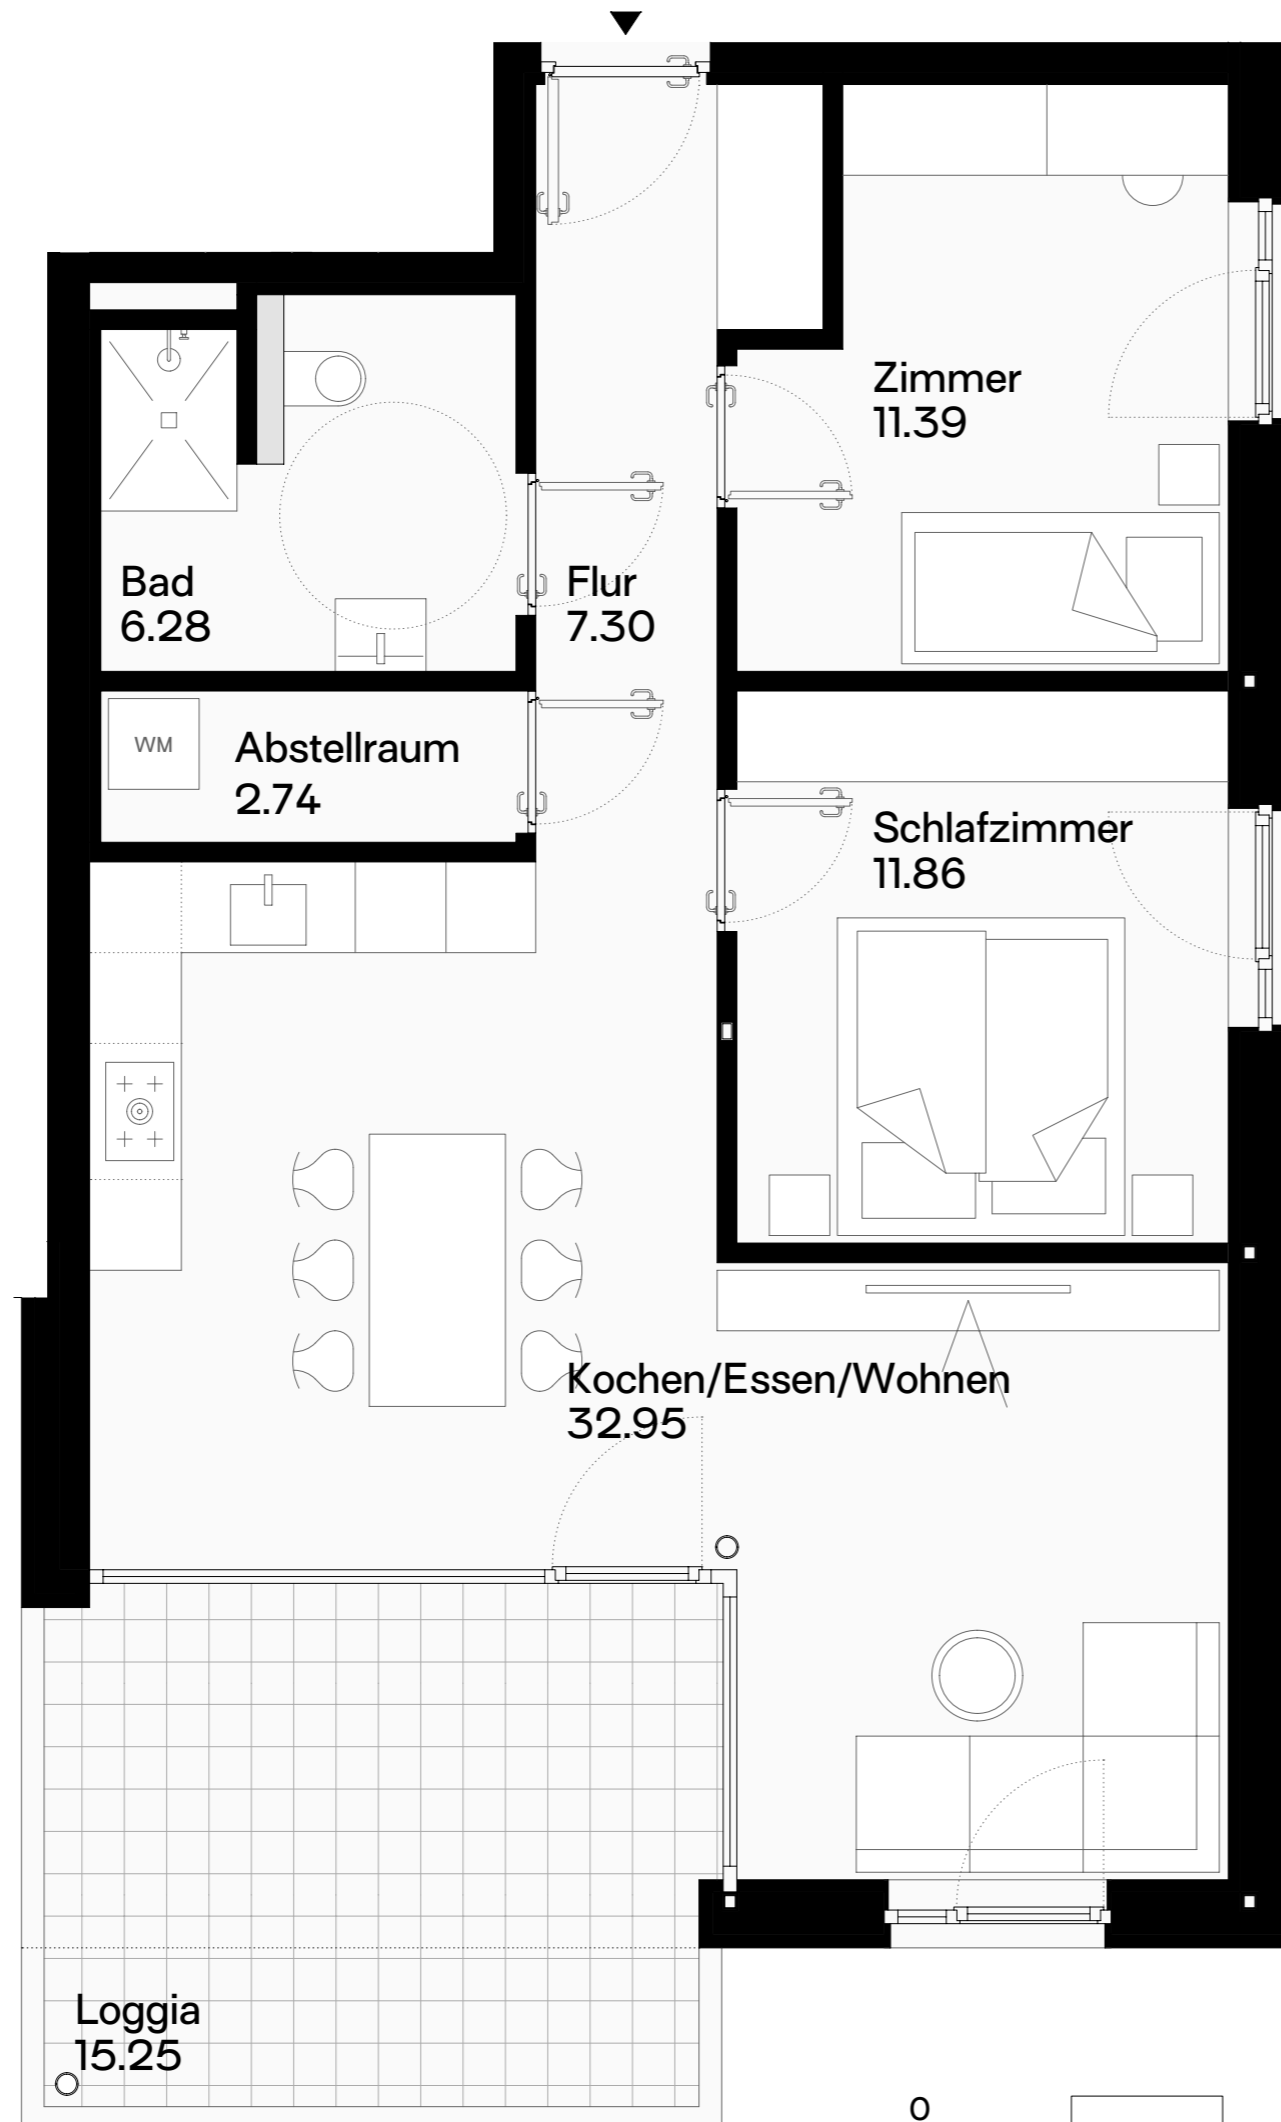 Zimmer
11.39
Bad
6.28
Flur
7.30
WM
Abstellraum
2.74
Schlafzimmer
11.86
Kochen/Essen/Wohnen
32.95
Loggia
15.25
0